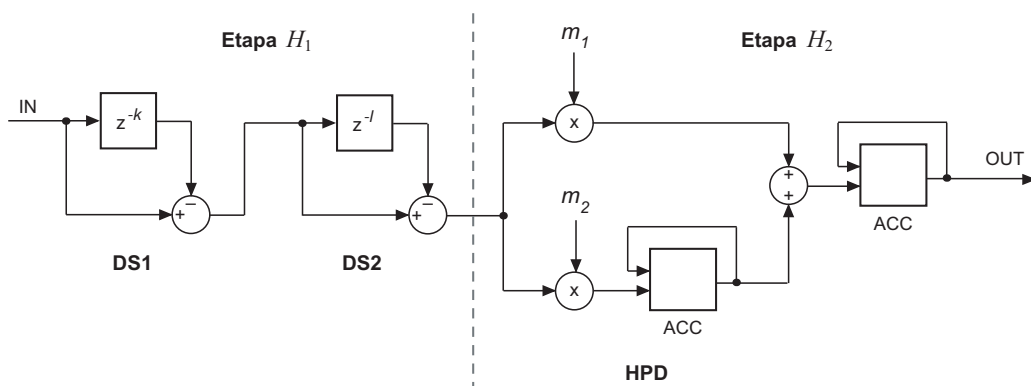 Etapa H₁
Etapa H₂
m₁
IN
z⁻ᵏ
z⁻ˡ
x
+ −
+ −
+
+
OUT
ACC
m₂
DS1
DS2
x
ACC
HPD